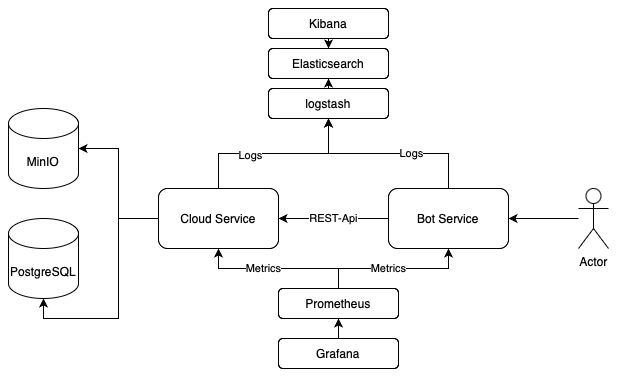 Kibana
Elasticsearch
logstash
MinIO
Logs
Logs
Cloud Service
REST-Api
Bot Service
PostgreSQL
Actor
Metrics
Metrics
Prometheus
Grafana